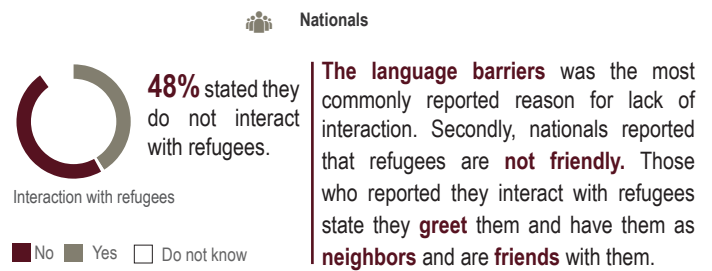 Nationals
48% stated they
do not interact
with refugees.
Interaction with refugees
No Yes Do not know
The language barriers was the most
commonly reported reason for lack of
interaction. Secondly, nationals reported
that refugees are not friendly. Those
who reported they interact with refugees
state they greet them and have them as
neighbors and are friends with them.